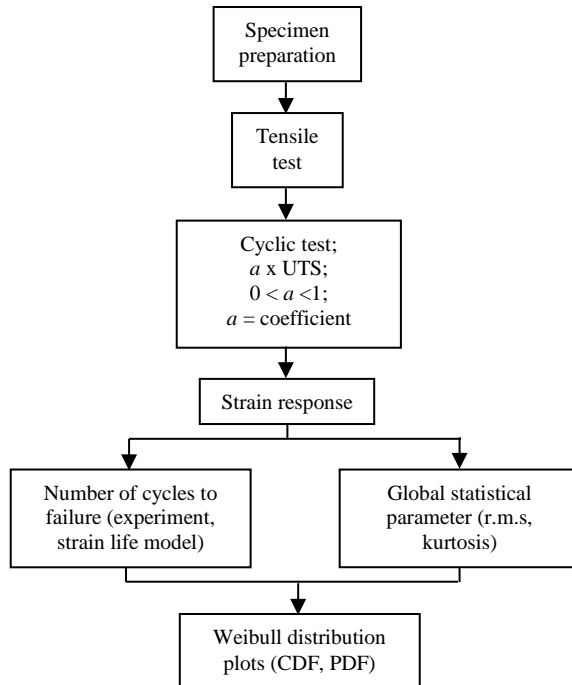 Specimen
preparation
Tensile
test
Cyclic test;
a x UTS;
0 < a <1;
a = coefficient
Strain response
Number of cycles to
failure (experiment,
strain life model)
Global statistical
parameter (r.m.s,
kurtosis)
Weibull distribution
plots (CDF, PDF)